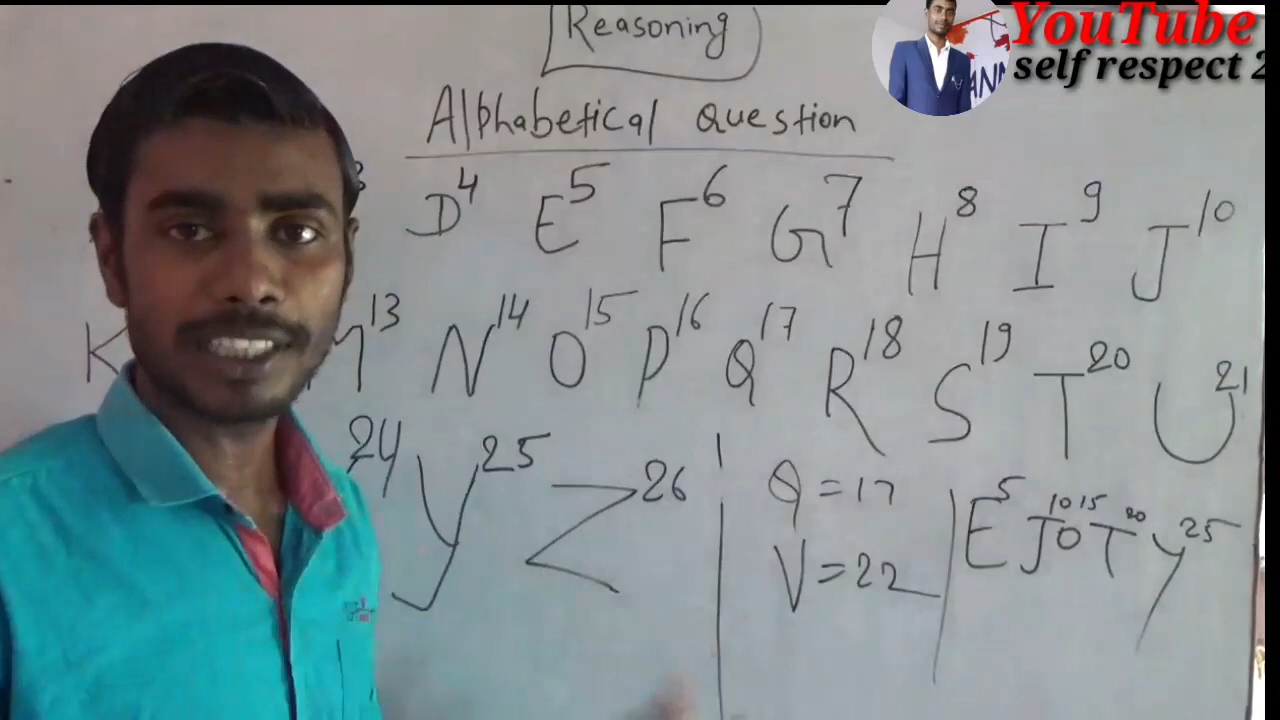 Reasoning
YouTube
self respect 2
Alphabetical Question
D4 E5 F6 G7 H8 I9 J10
K 13 N14 O15 P16 Q17 R18 S19 T20 U21
24 Y25 Z26
Q = 17
V = 22
E5 J10 O15 T20 Y25